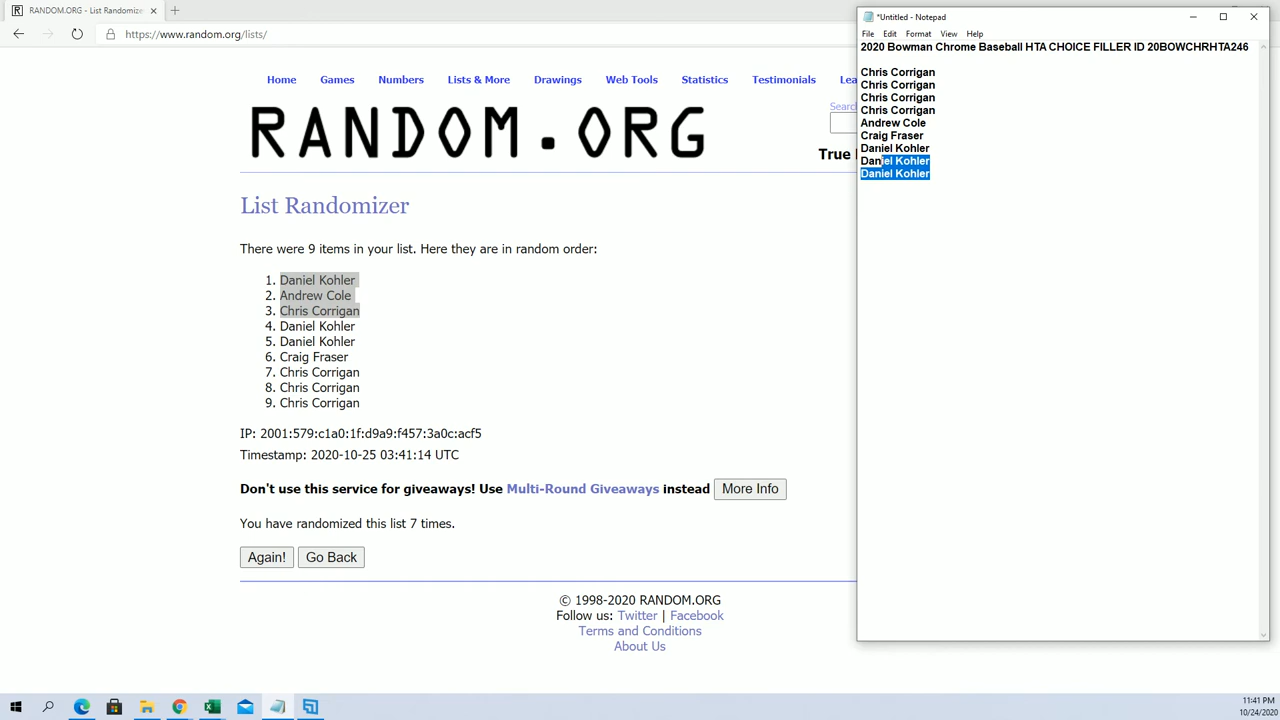 RANDOM.ORG - List Randomizer
https://www.random.org/lists/
Home Games Numbers Lists & More Drawings Web Tools Statistics Testimonials
RANDOM.ORG
Search
True
List Randomizer
There were 9 items in your list. Here they are in random order:
1. Daniel Kohler
2. Andrew Cole
3. Chris Corrigan
4. Daniel Kohler
5. Daniel Kohler
6. Craig Fraser
7. Chris Corrigan
8. Chris Corrigan
9. Chris Corrigan
IP: 2001:579:c1a0:1f:d9a9:f457:3a0c:acf5
Timestamp: 2020-10-25 03:41:14 UTC
Don't use this service for giveaways! Use Multi-Round Giveaways instead More Info
You have randomized this list 7 times.
Again! Go Back
© 1998-2020 RANDOM.ORG
Follow us: Twitter | Facebook
Terms and Conditions
About Us
*Untitled - Notepad
File Edit Format View Help
2020 Bowman Chrome Baseball HTA CHOICE FILLER ID 20BOWCHRHTA246
Chris Corrigan
Chris Corrigan
Chris Corrigan
Chris Corrigan
Andrew Cole
Craig Fraser
Daniel Kohler
Daniel Kohler
Daniel Kohler
11:41 PM
10/24/2020